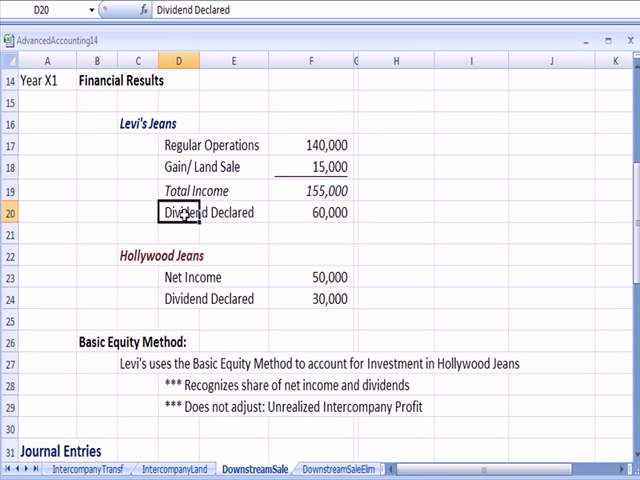 D20 fx Dividend Declared
AdvancedAccounting14
A B C D E F G H I J K
14 Year X1 Financial Results
15
16 Levi's Jeans
17 Regular Operations 140,000
18 Gain/ Land Sale 15,000
19 Total Income 155,000
20 Dividend Declared 60,000
21
22 Hollywood Jeans
23 Net Income 50,000
24 Dividend Declared 30,000
25
26 Basic Equity Method:
27 Levi's uses the Basic Equity Method to account for Investment in Hollywood Jeans
28 *** Recognizes share of net income and dividends
29 *** Does not adjust: Unrealized Intercompany Profit
30
31 Journal Entries
IntercompanyTransf IntercompanyLand DownstreamSale DownstreamSaleElim